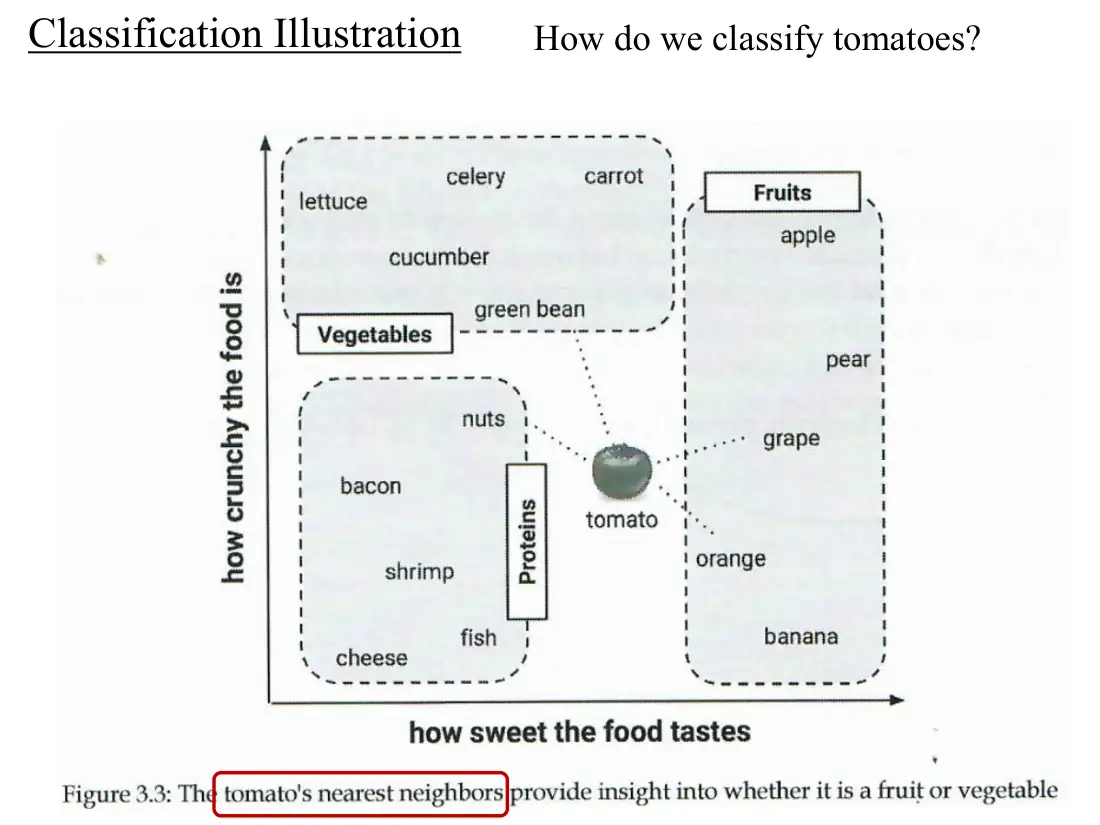 Classification Illustration How do we classify tomatoes?
celery carrot
lettuce
Fruits
apple
cucumber
green bean
Vegetables
pear
nuts
grape
bacon
tomato
Proteins
orange
shrimp
fish
banana
cheese
how crunchy the food is
how sweet the food tastes
Figure 3.3: The tomato's nearest neighbors provide insight into whether it is a fruit or vegetable